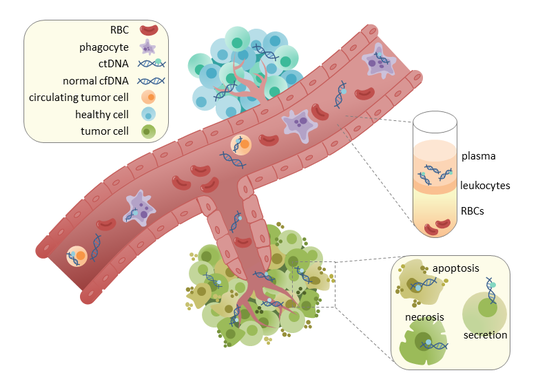 RBC
phagocyte
ctDNA
normal cfDNA
circulating tumor cell
healthy cell
tumor cell
plasma
leukocytes
RBCs
apoptosis
necrosis
secretion